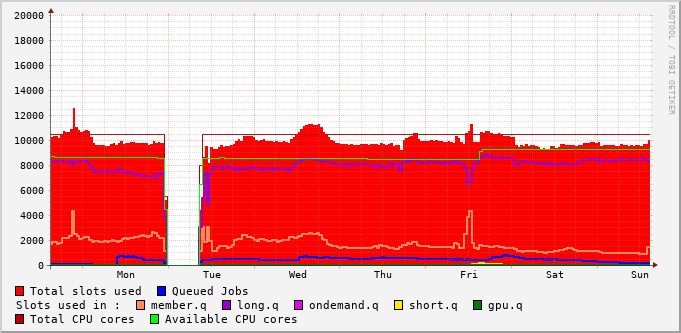 20000
18000
16000
14000
12000
10000
8000
6000
4000
2000
0
Mon Tue Wed Thu Fri Sat Sun
Total slots used Queued Jobs
Slots used in : member.q long.q ondemand.q short.q gpu.q
Total CPU cores Available CPU cores
RRDTOOL / TOBI OETIKER